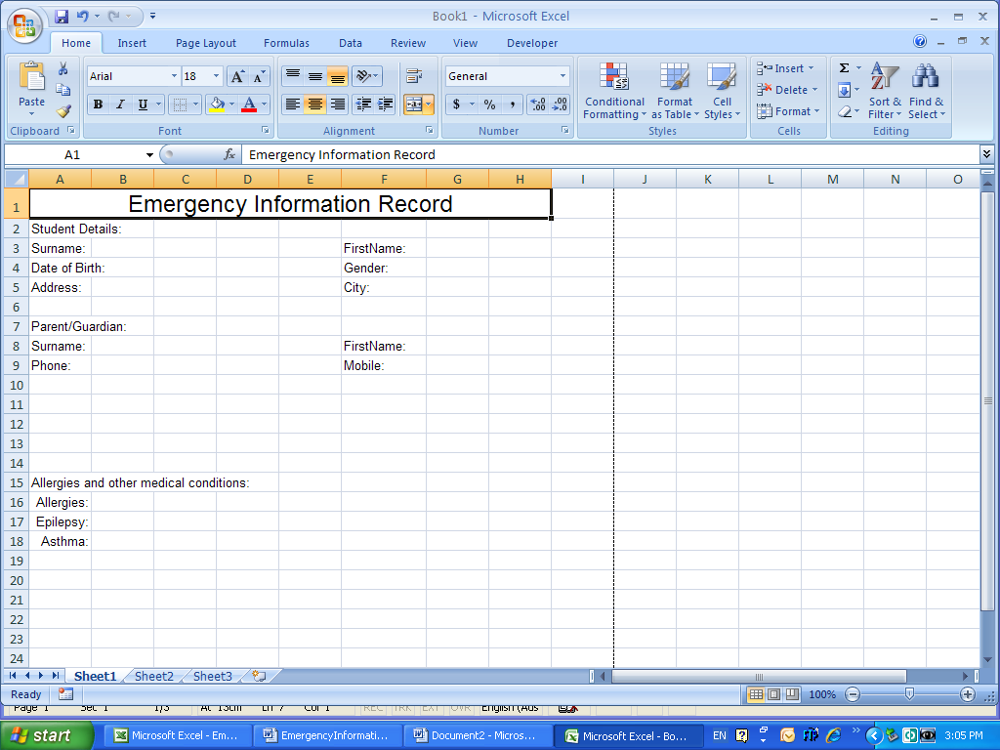 Book1 - Microsoft Excel
Home Insert Page Layout Formulas Data Review View Developer
Paste
Arial 18
General
B I U
$ % , .00 .0
Conditional Formatting
Format as Table
Cell Styles
Insert
Delete
Format
Σ
Sort & Filter
Find & Select
Clipboard Font Alignment Number Styles Cells Editing
A1 fx Emergency Information Record
A B C D E F G H I J K L M N O
1 Emergency Information Record
2 Student Details:
3 Surname: FirstName:
4 Date of Birth: Gender:
5 Address: City:
6
7 Parent/Guardian:
8 Surname: FirstName:
9 Phone: Mobile:
10
11
12
13
14
15 Allergies and other medical conditions:
16 Allergies:
17 Epilepsy:
18 Asthma:
19
20
21
22
23
24
Sheet1 Sheet2 Sheet3
Ready 100%
Page 1 Sec 1 1/3 At 13cm Ln 7 Col 1 REC TRK EXT OVR English (Aus
start Microsoft Excel - Em... EmergencyInformati... Document2 - Micros... Microsoft Excel - Bo... EN 3:05 PM